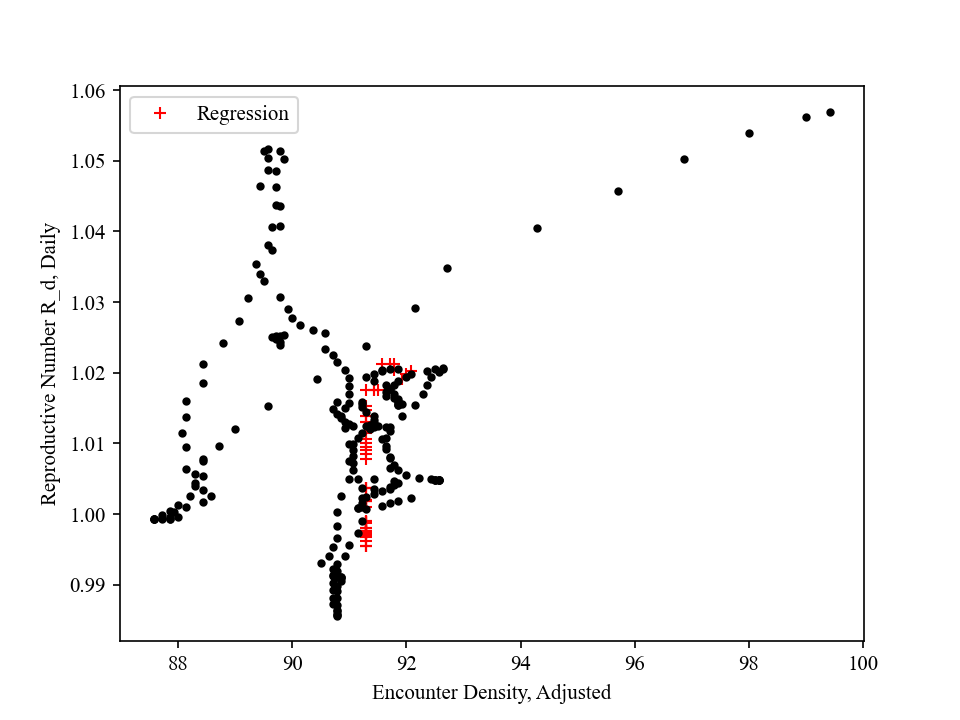 Regression
1.06
1.05
1.04
1.03
1.02
1.01
1.00
0.99
Reproductive Number R_d, Daily
88 90 92 94 96 98 100
Encounter Density, Adjusted